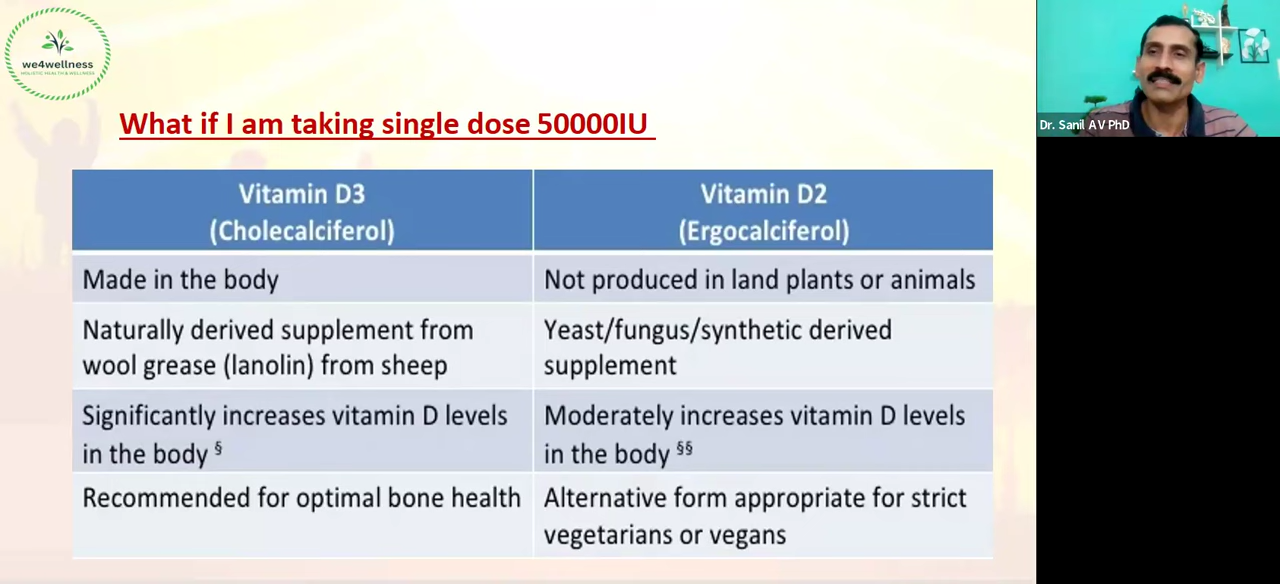 we4wellness
HOLISTIC HEALTH & WELLNESS
What if I am taking single dose 50000IU
Vitamin D3
(Cholecalciferol)
Vitamin D2
(Ergocalciferol)
Made in the body
Not produced in land plants or animals
Naturally derived supplement from
wool grease (lanolin) from sheep
Yeast/fungus/synthetic derived
supplement
Significantly increases vitamin D levels
in the body §
Moderately increases vitamin D levels
in the body §§
Recommended for optimal bone health
Alternative form appropriate for strict
vegetarians or vegans
Dr. Sanil A V PhD